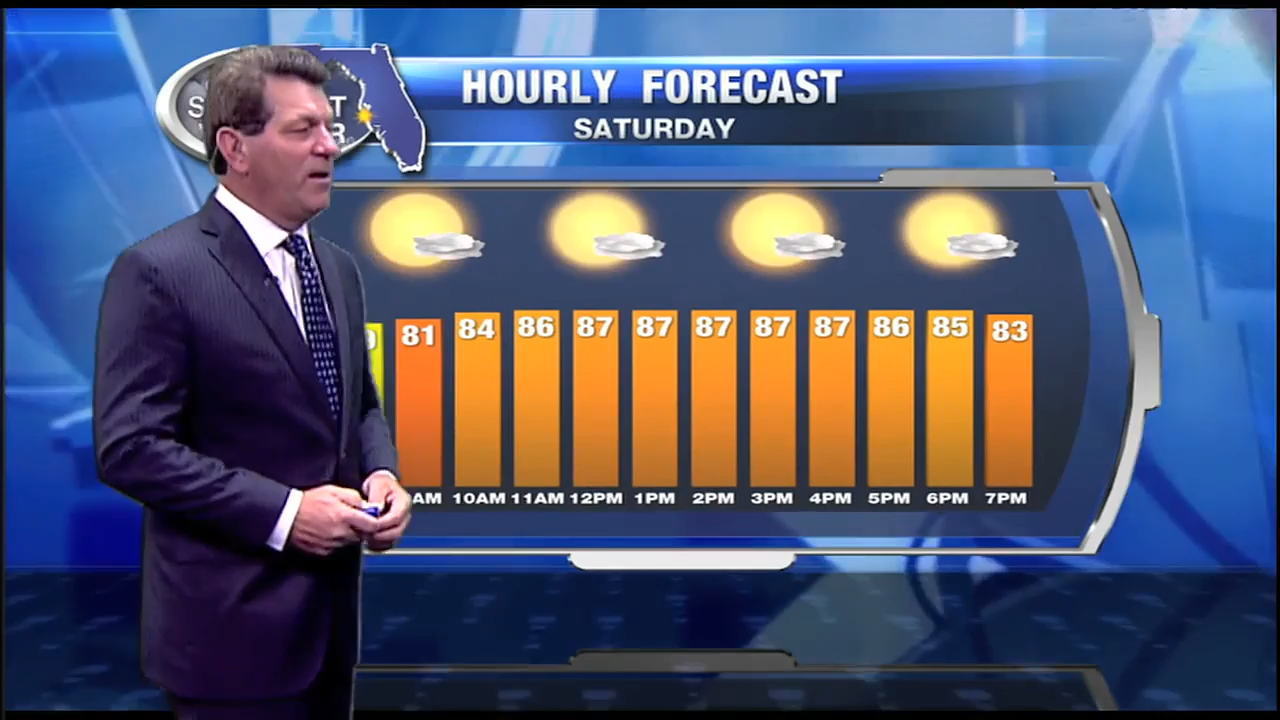 HOURLY FORECAST
SATURDAY
81 84 86 87 87 87 87 87 86 85 83
10AM 11AM 12PM 1PM 2PM 3PM 4PM 5PM 6PM 7PM